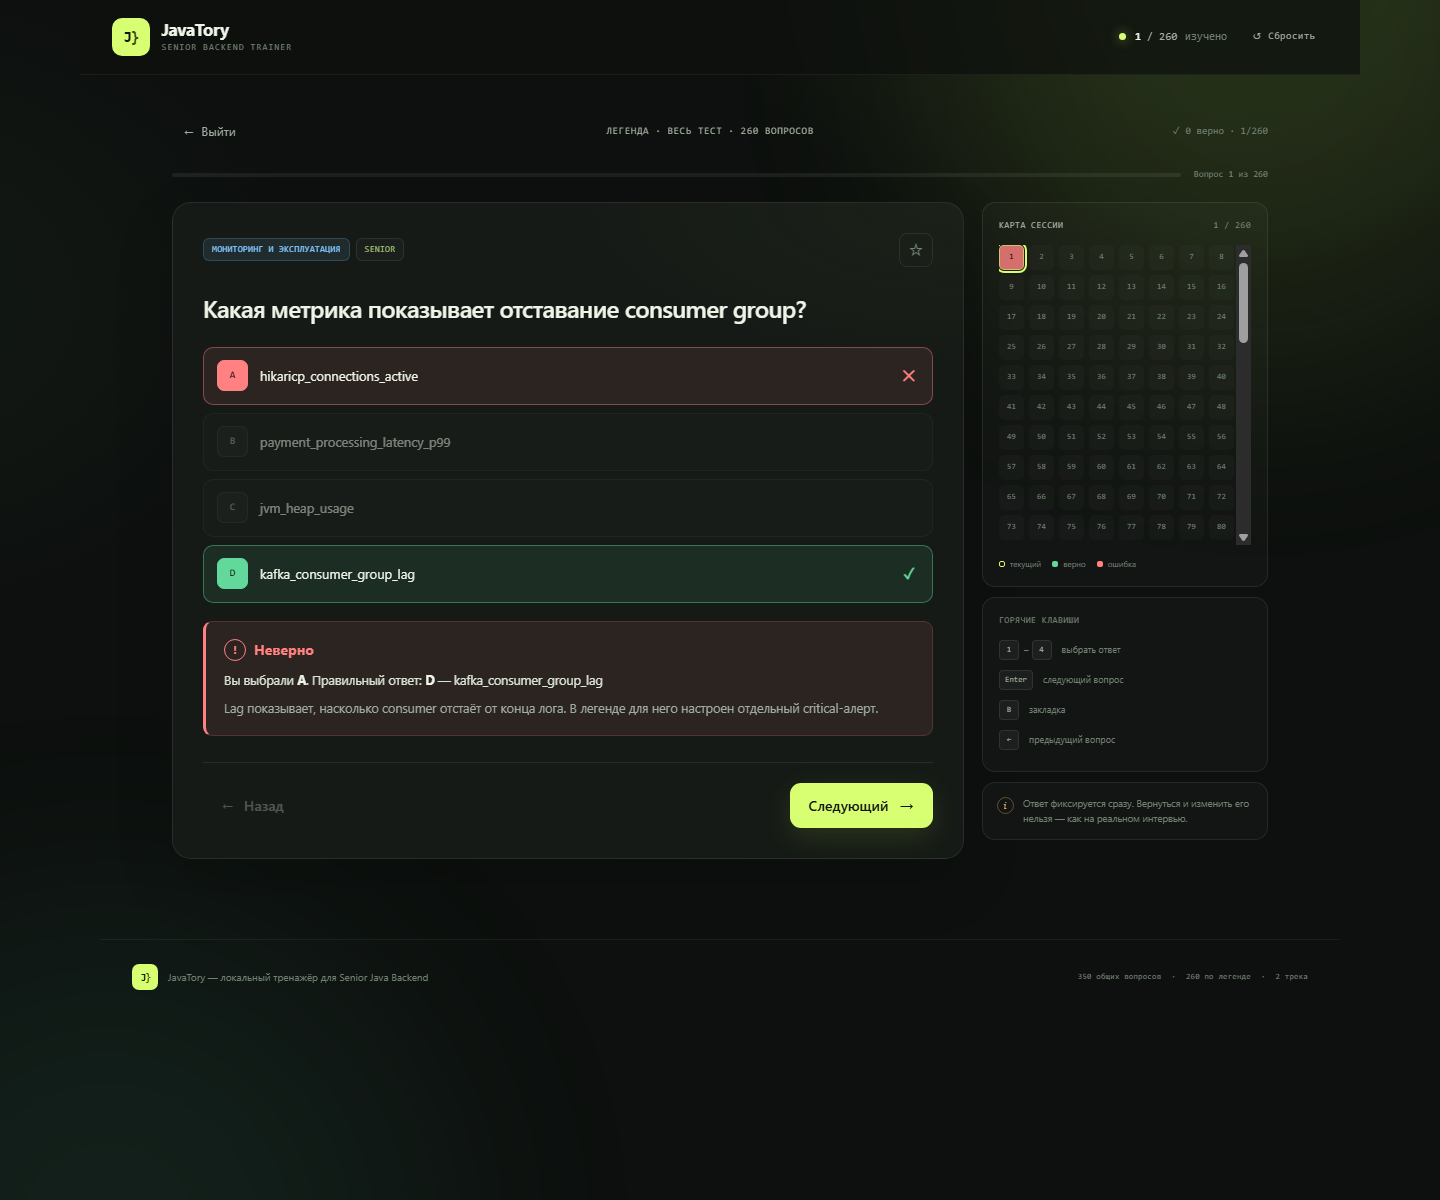 J}
JavaTory
SENIOR BACKEND TRAINER
1 / 260 изучено
↺ Сбросить
← Выйти
ЛЕГЕНДА · ВЕСЬ ТЕСТ · 260 ВОПРОСОВ
✓ 0 верно · 1/260
Вопрос 1 из 260
МОНИТОРИНГ И ЭКСПЛУАТАЦИЯ
SENIOR
☆
Какая метрика показывает отставание consumer group?
A hikaricp_connections_active ✕
B payment_processing_latency_p99
C jvm_heap_usage
D kafka_consumer_group_lag ✓
! Неверно
Вы выбрали A. Правильный ответ: D — kafka_consumer_group_lag
Lag показывает, насколько consumer отстаёт от конца лога. В легенде для него настроен отдельный critical-алерт.
← Назад
Следующий →
КАРТА СЕССИИ 1 / 260
1 2 3 4 5 6 7 8
9 10 11 12 13 14 15 16
17 18 19 20 21 22 23 24
25 26 27 28 29 30 31 32
33 34 35 36 37 38 39 40
41 42 43 44 45 46 47 48
49 50 51 52 53 54 55 56
57 58 59 60 61 62 63 64
65 66 67 68 69 70 71 72
73 74 75 76 77 78 79 80
текущий верно ошибка
ГОРЯЧИЕ КЛАВИШИ
1 – 4 выбрать ответ
Enter следующий вопрос
B закладка
← предыдущий вопрос
i Ответ фиксируется сразу. Вернуться и изменить его
нельзя — как на реальном интервью.
J} JavaTory — локальный тренажёр для Senior Java Backend
350 общих вопросов · 260 по легенде · 2 трека